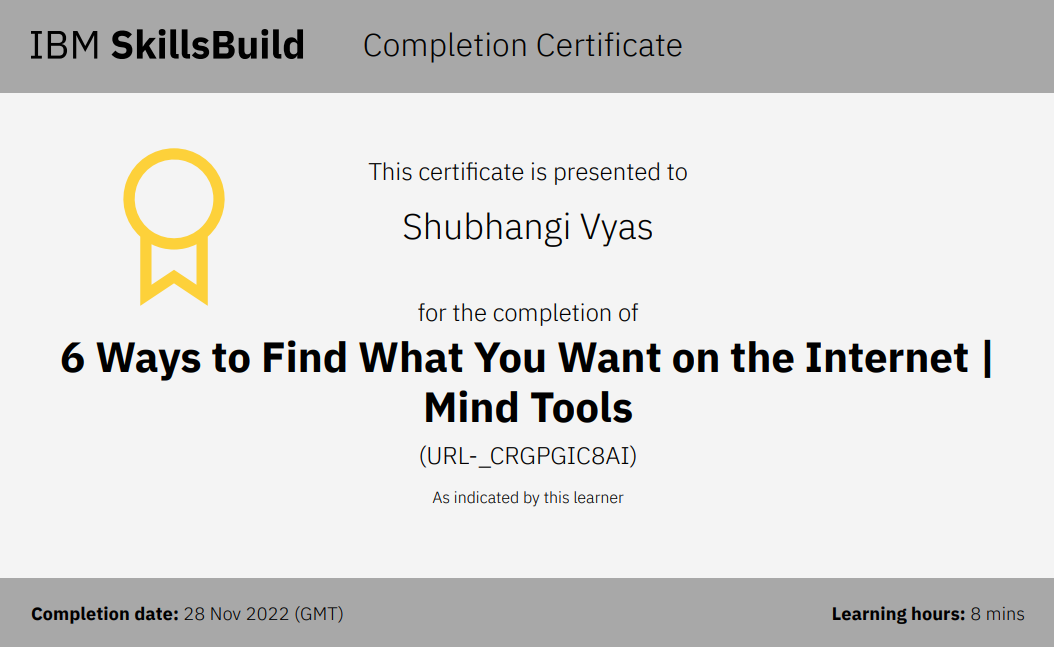 IBM SkillsBuild Completion Certificate
This certificate is presented to
Shubhangi Vyas
for the completion of
6 Ways to Find What You Want on the Internet |
Mind Tools
(URL-_CRGPGIC8AI)
As indicated by this learner
Completion date: 28 Nov 2022 (GMT)
Learning hours: 8 mins